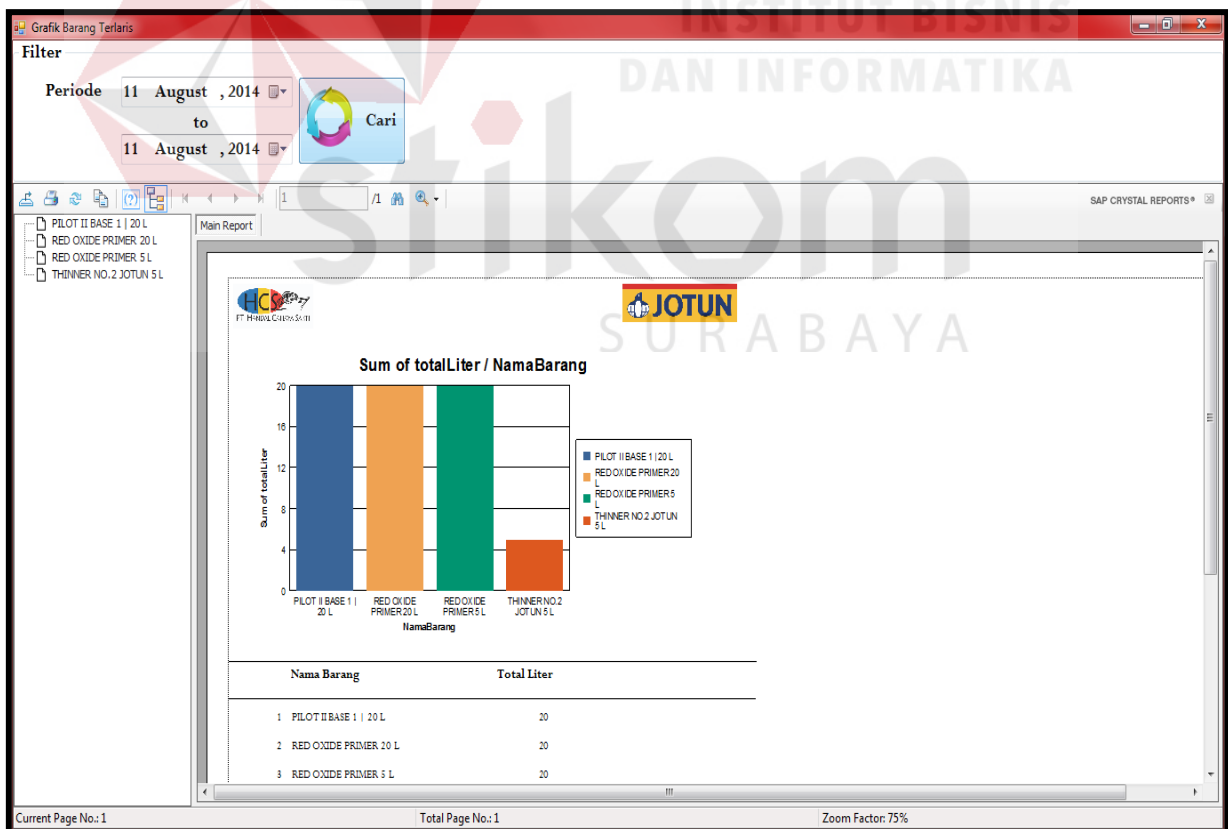 Grafik Barang Terlaris
INSTITUT BISNIS
DAN INFORMATIKA
stikom
SURABAYA
Filter
Periode 11 August , 2014
to
11 August , 2014
Cari
1 /1
SAP CRYSTAL REPORTS®
PILOT II BASE 1 | 20 L
RED OXIDE PRIMER 20 L
RED OXIDE PRIMER 5 L
THINNER NO.2 JOTUN 5 L
Main Report
HCS
JOTUN
Sum of totalLiter / NamaBarang
Sum of totalLiter
20
16
12
8
4
0
PILOT II BASE 1 |
20 L
RED OXIDE
PRIMER 20 L
RED OXIDE
PRIMER 5 L
THINNER NO.2
JOTUN 5 L
NamaBarang
PILOT II BASE 1 | 20 L
RED OXIDE PRIMER 20
L
RED OXIDE PRIMER 5
L
THINNER NO.2 JOTUN
5 L
Nama Barang Total Liter
1 PILOT II BASE 1 | 20 L 20
2 RED OXIDE PRIMER 20 L 20
3 RED OXIDE PRIMER 5 L 20
Current Page No.: 1
Total Page No.: 1
Zoom Factor: 75%